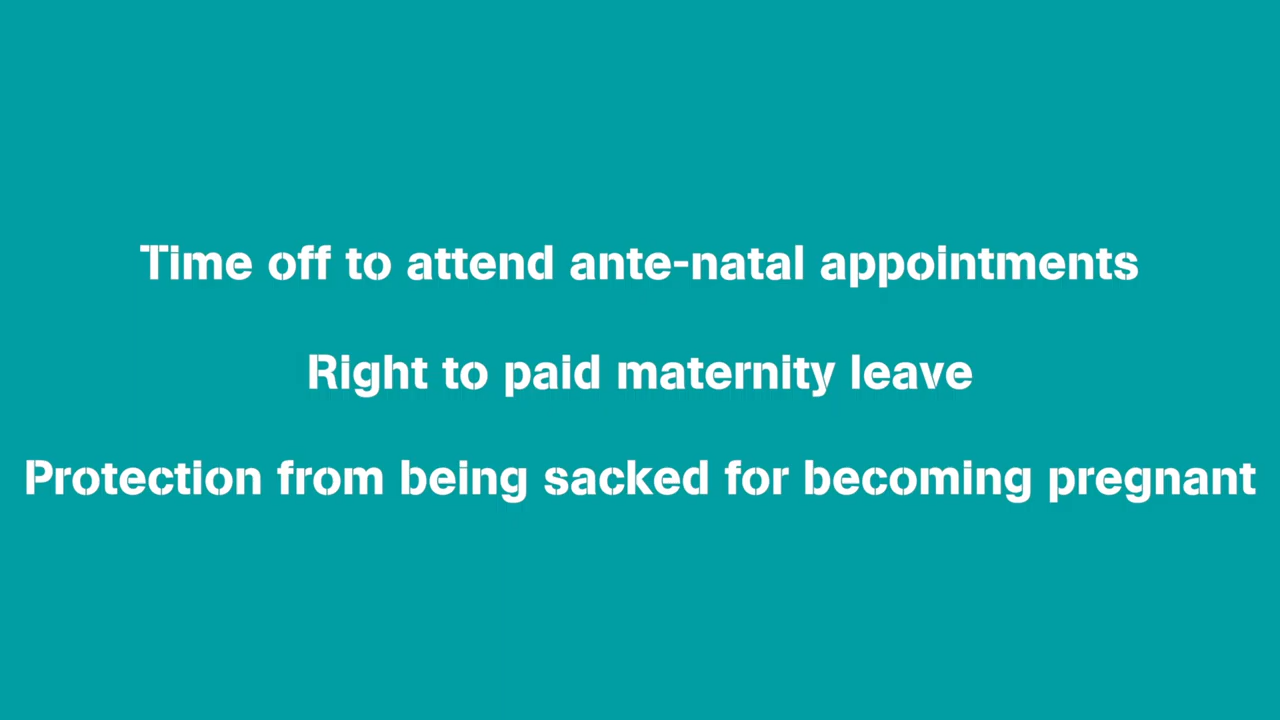 Time off to attend ante-natal appointments
Right to paid maternity leave
Protection from being sacked for becoming pregnant